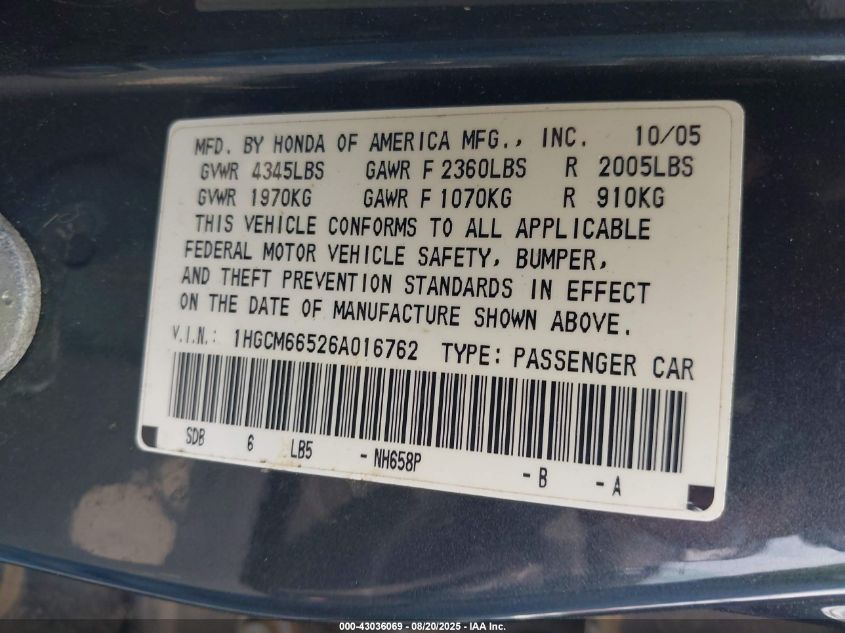 MFD. BY HONDA OF AMERICA MFG., INC. 10/05
GVWR 4345LBS GAWR F 2360LBS R 2005LBS
GVWR 1970KG GAWR F 1070KG R 910KG
THIS VEHICLE CONFORMS TO ALL APPLICABLE
FEDERAL MOTOR VEHICLE SAFETY, BUMPER,
AND THEFT PREVENTION STANDARDS IN EFFECT
ON THE DATE OF MANUFACTURE SHOWN ABOVE.
V.I.N.: 1HGCM66526A016762 TYPE: PASSENGER CAR
SDB 6 LB5 -NH658P -B -A
000-43036069 - 08/20/2025 - IAA Inc.